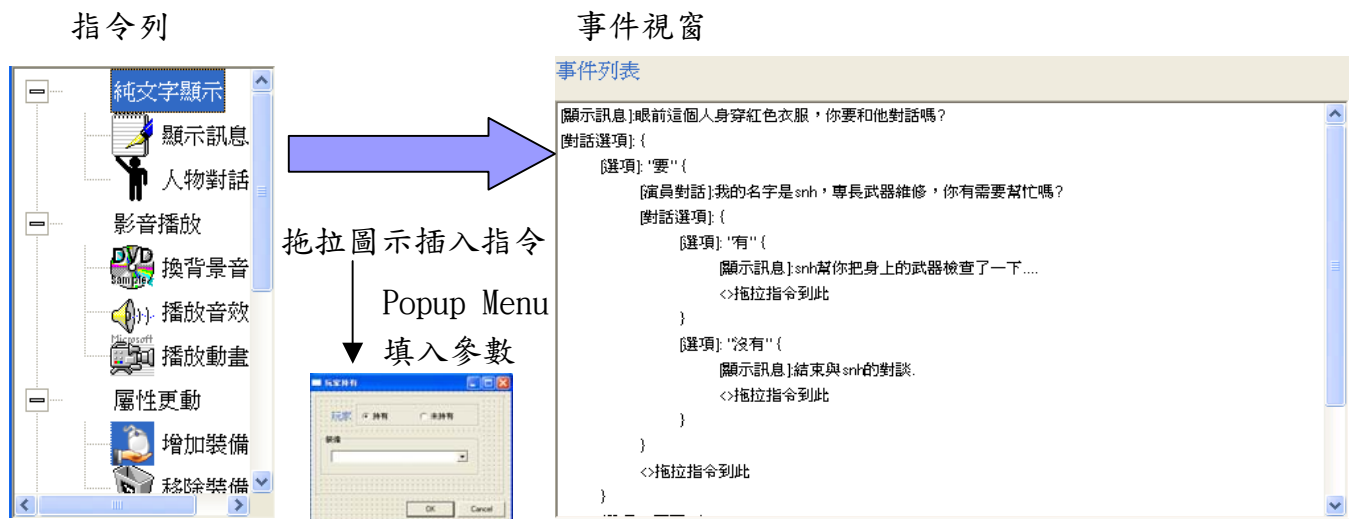 指令列
事件視窗
純文字顯示
顯示訊息
人物對話
影音播放
換背景音
播放音效
播放動畫
屬性更動
增加裝備
移除裝備
DVD
Sample
Microsoft
拖拉圖示插入指令
Popup Menu
填入參數
玩家持有
玩家 持有 未持有
裝備
OK Cancel
事件列表
[顯示訊息]:眼前這個人身穿紅色衣服，你要和他對話嗎?
[對話選項]: {
[選項]: "要" {
[演員對話]:我的名字是snh，專長武器維修，你有需要幫忙嗎?
[對話選項]: {
[選項]: "有" {
[顯示訊息]:snh幫你把身上的武器檢查了一下....
<>拖拉指令到此
}
[選項]: "沒有" {
[顯示訊息]:結束與snh的對談.
<>拖拉指令到此
}
}
<>拖拉指令到此
}